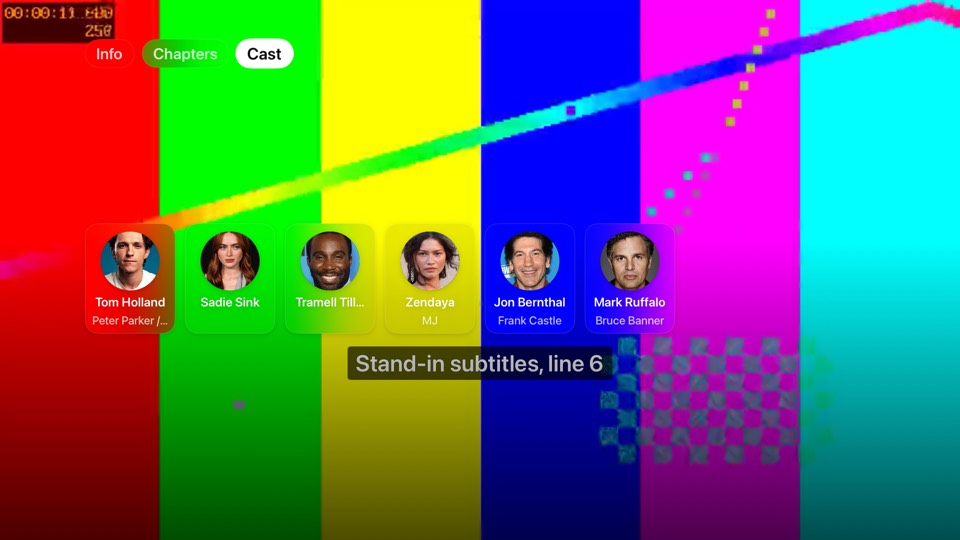 00:00:11
250
Info
Chapters
Cast
Tom Holland
Peter Parker /...
Sadie Sink
Tramell Till...
Zendaya
MJ
Jon Bernthal
Frank Castle
Mark Ruffalo
Bruce Banner
Stand-in subtitles, line 6